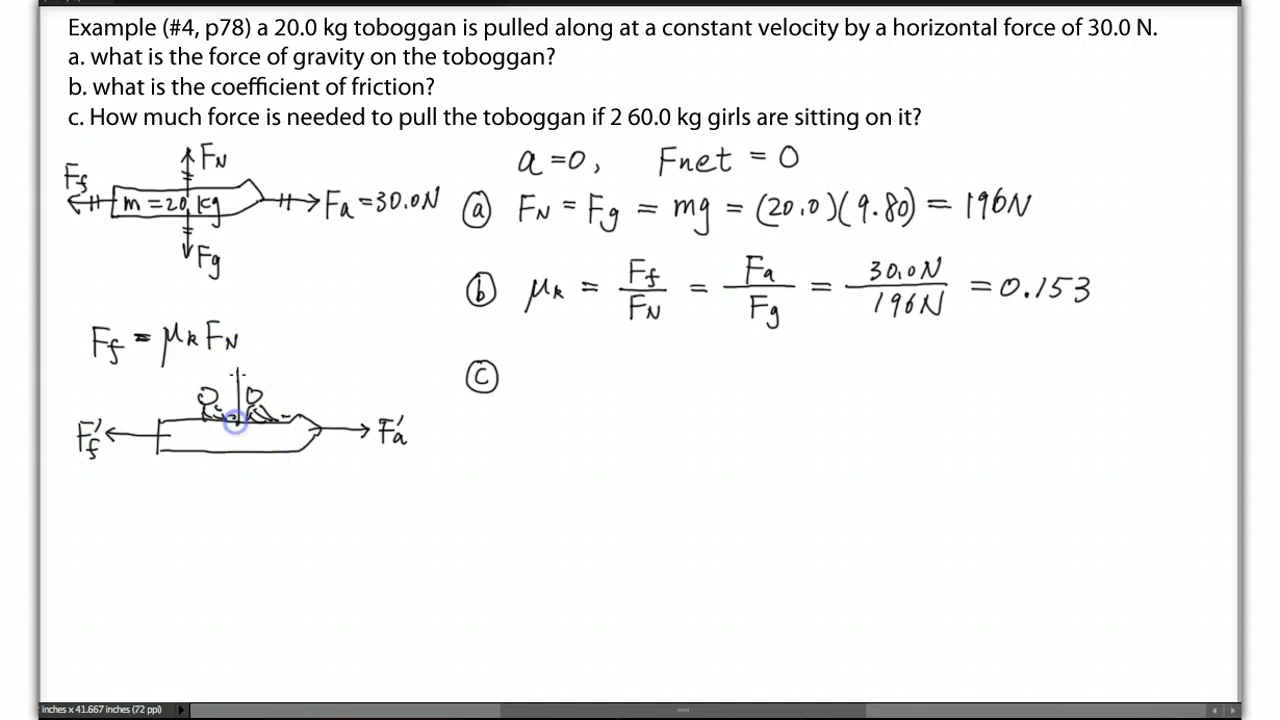 Example (#4, p78) a 20.0 kg toboggan is pulled along at a constant velocity by a horizontal force of 30.0 N.
a. what is the force of gravity on the toboggan?
b. what is the coefficient of friction?
c. How much force is needed to pull the toboggan if 2 60.0 kg girls are sitting on it?
FN
Ff
m = 20 kg
Fa = 30.0N
Fg
a = 0, Fnet = 0
(a) FN = Fg = mg = (20.0)(9.80) = 196N
(b) μk = Ff/FN = Fa/Fg = 30.0N/196N = 0.153
Ff = μk FN
(c)
Ff' Fa'
inches x 41.667 inches (72 ppi)